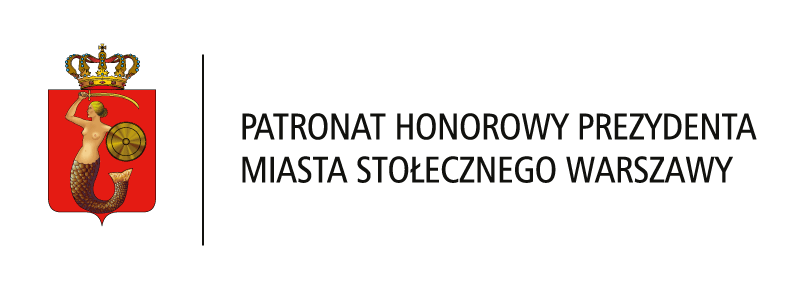 PATRONAT HONOROWY PREZYDENTA
MIASTA STOŁECZNEGO WARSZAWY